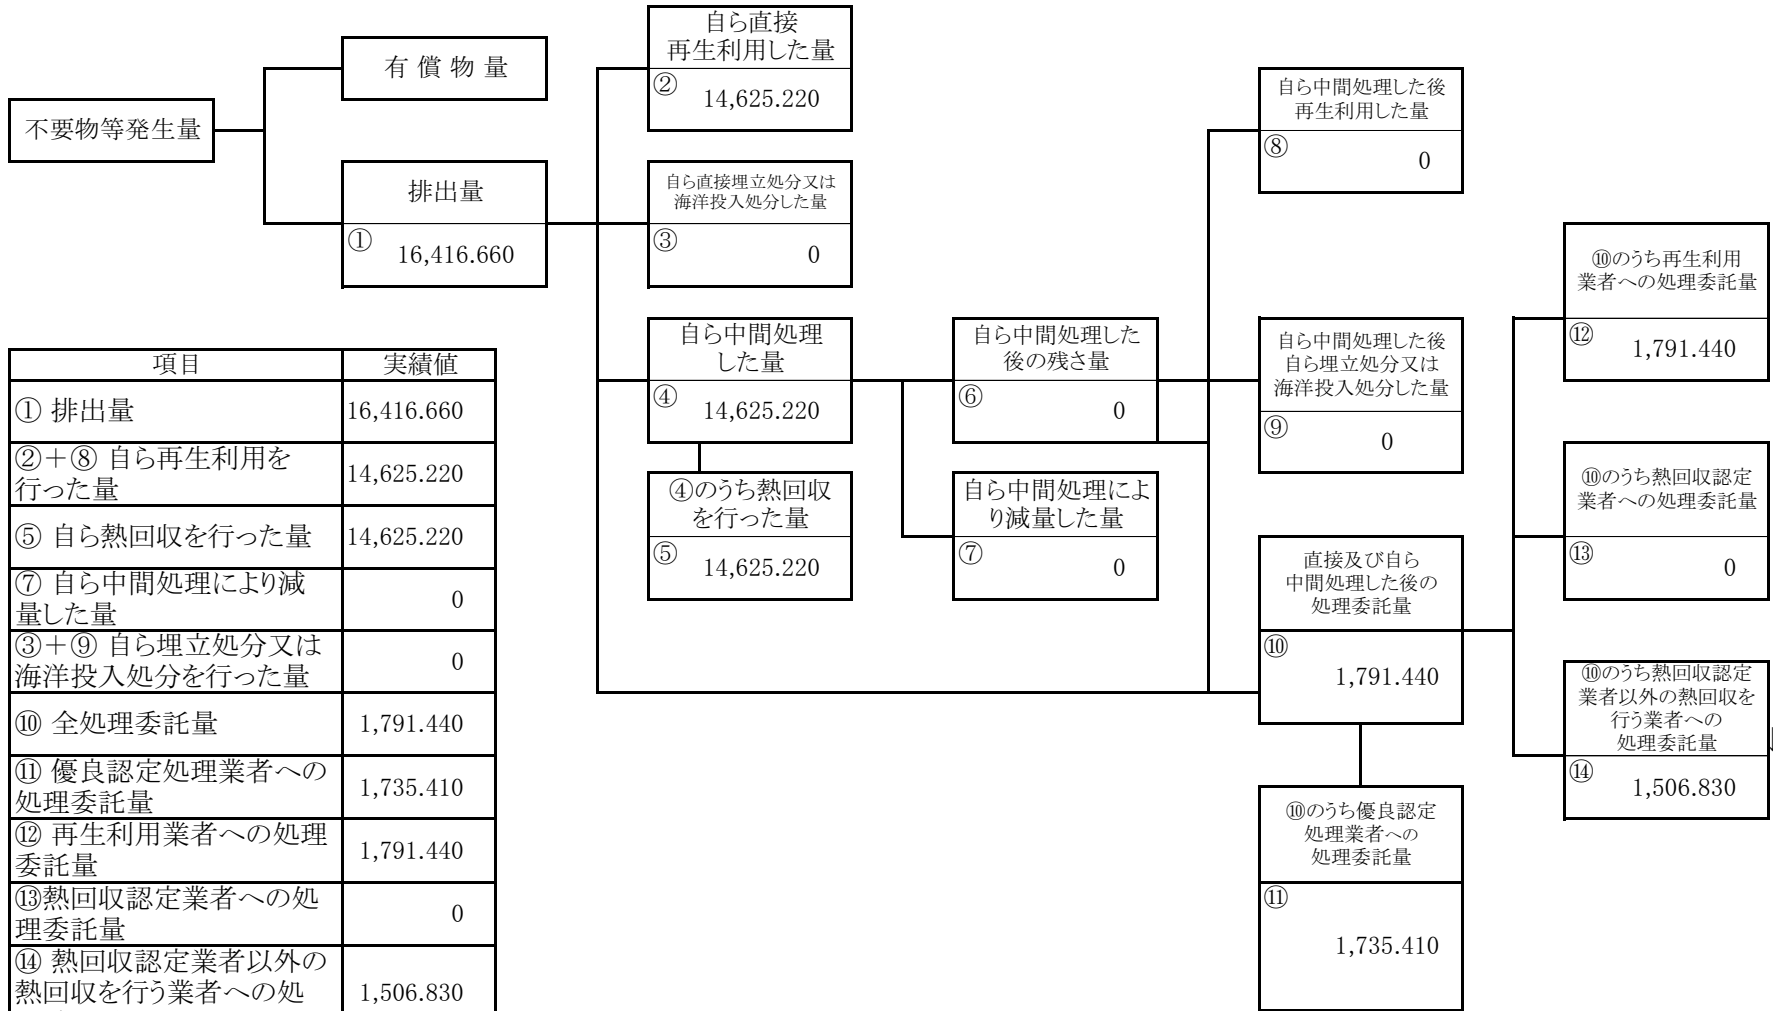 不要物等発生量
有 償 物 量
排出量
①
16,416.660
自ら直接
再生利用した量
②
14,625.220
自ら直接埋立処分又は
海洋投入処分した量
③
0
自ら中間処理
した量
④
14,625.220
④のうち熱回収
を行った量
⑤
14,625.220
自ら中間処理した
後の残さ量
⑥
0
自ら中間処理によ
り減量した量
⑦
0
自ら中間処理した後
再生利用した量
⑧
0
自ら中間処理した後
自ら埋立処分又は
海洋投入処分した量
⑨
0
直接及び自ら
中間処理した後の
処理委託量
⑩
1,791.440
⑩のうち優良認定
処理業者への
処理委託量
⑪
1,735.410
⑩のうち再生利用
業者への処理委託量
⑫
1,791.440
⑩のうち熱回収認定
業者への処理委託量
⑬
0
⑩のうち熱回収認定
業者以外の熱回収を
行う業者への
処理委託量
⑭
1,506.830
項目 実績値
① 排出量 16,416.660
②＋⑧ 自ら再生利用を
行った量 14,625.220
⑤ 自ら熱回収を行った量 14,625.220
⑦ 自ら中間処理により減
量した量 0
③＋⑨ 自ら埋立処分又は
海洋投入処分を行った量 0
⑩ 全処理委託量 1,791.440
⑪ 優良認定処理業者への
処理委託量 1,735.410
⑫ 再生利用業者への処理
委託量 1,791.440
⑬熱回収認定業者への処
理委託量 0
⑭ 熱回収認定業者以外の
熱回収を行う業者への処 1,506.830